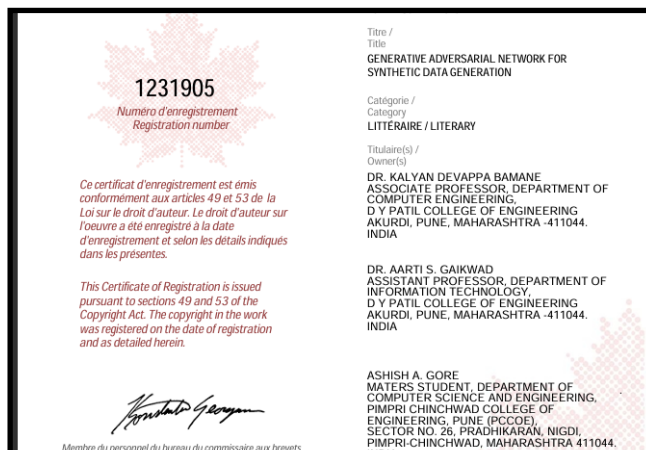 1231905
Numéro d'enregistrement
Registration number
Ce certificat d'enregistrement est émis
conformément aux articles 49 et 53 de la
Loi sur le droit d'auteur. Le droit d'auteur sur
l'oeuvre a été enregistré à la date
d'enregistrement et selon les détails indiqués
dans les présentes.
This Certificate of Registration is issued
pursuant to sections 49 and 53 of the
Copyright Act. The copyright in the work
was registered on the date of registration
and as detailed herein.
Konstantin Georgaras
Membre du personnel du bureau du commissaire aux brevets
Titre /
Title
GENERATIVE ADVERSARIAL NETWORK FOR
SYNTHETIC DATA GENERATION
Catégorie /
Category
LITTÉRAIRE / LITERARY
Titulaire(s) /
Owner(s)
DR. KALYAN DEVAPPA BAMANE
ASSOCIATE PROFESSOR, DEPARTMENT OF
COMPUTER ENGINEERING,
D Y PATIL COLLEGE OF ENGINEERING
AKURDI, PUNE, MAHARASHTRA -411044.
INDIA
DR. AARTI S. GAIKWAD
ASSISTANT PROFESSOR, DEPARTMENT OF
INFORMATION TECHNOLOGY,
D Y PATIL COLLEGE OF ENGINEERING
AKURDI, PUNE, MAHARASHTRA -411044.
INDIA
ASHISH A. GORE
MATERS STUDENT, DEPARTMENT OF
COMPUTER SCIENCE AND ENGINEERING,
PIMPRI CHINCHWAD COLLEGE OF
ENGINEERING, PUNE (PCCOE),
SECTOR NO. 26, PRADHIKARAN, NIGDI,
PIMPRI-CHINCHWAD, MAHARASHTRA 411044.